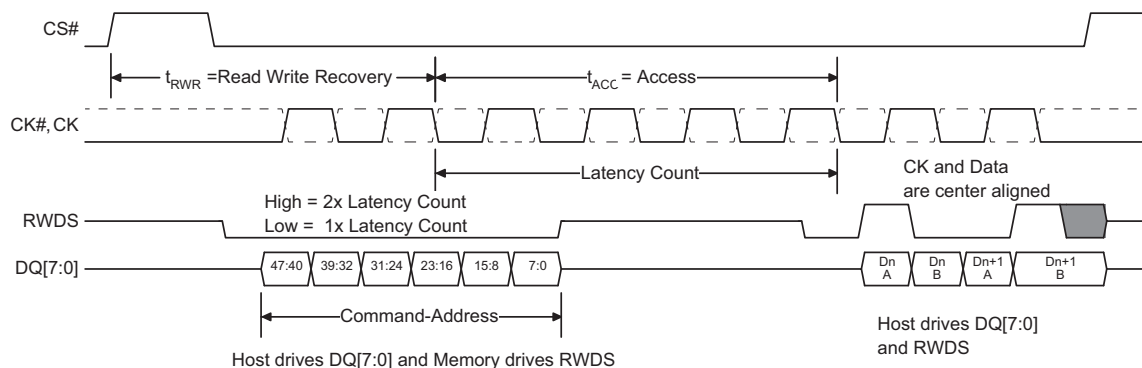 CS#
tRWR =Read Write Recovery
tACC = Access
CK#, CK
Latency Count
CK and Data
are center aligned
High = 2x Latency Count
Low = 1x Latency Count
RWDS
DQ[7:0]
47:40 39:32 31:24 23:16 15:8 7:0
Dn
A
Dn
B
Dn+1
A
Dn+1
B
Command-Address
Host drives DQ[7:0]
and RWDS
Host drives DQ[7:0] and Memory drives RWDS